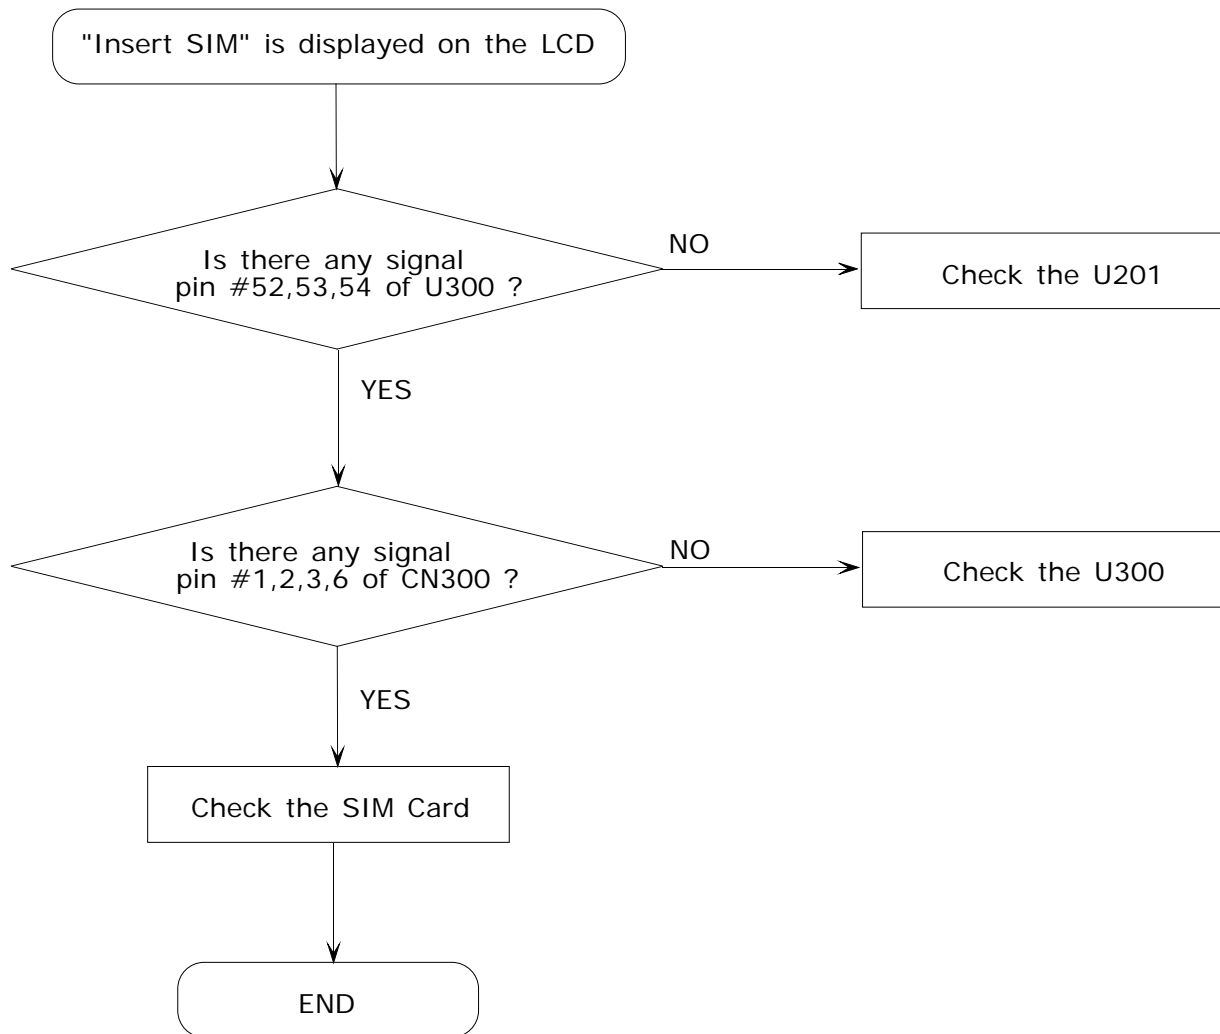 "Insert SIM" is displayed on the LCD
Is there any signal
pin #52,53,54 of U300 ?
NO
Check the U201
YES
Is there any signal
pin #1,2,3,6 of CN300 ?
NO
Check the U300
YES
Check the SIM Card
END